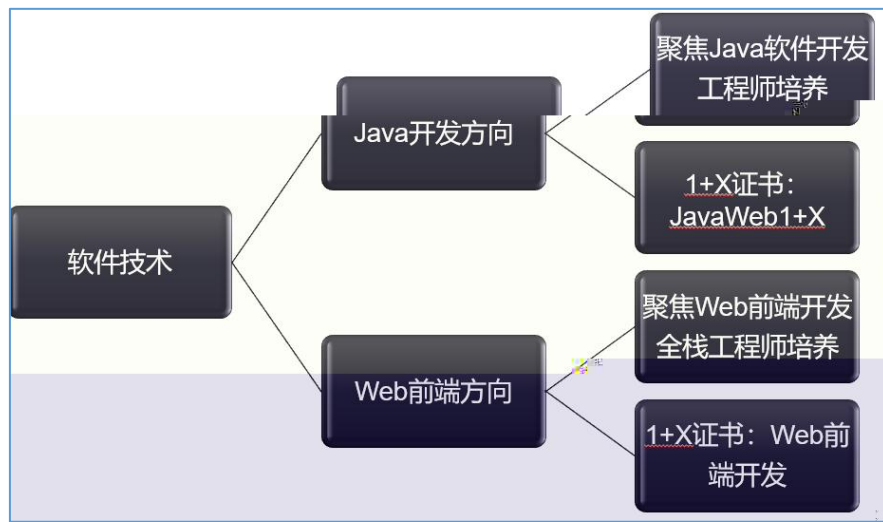 聚焦Java软件开发
工程师培养
Java开发方向
1+X证书：
JavaWeb1+X
软件技术
聚焦Web前端开发
全栈工程师培养
Web前端方向
1+X证书：Web前
端开发